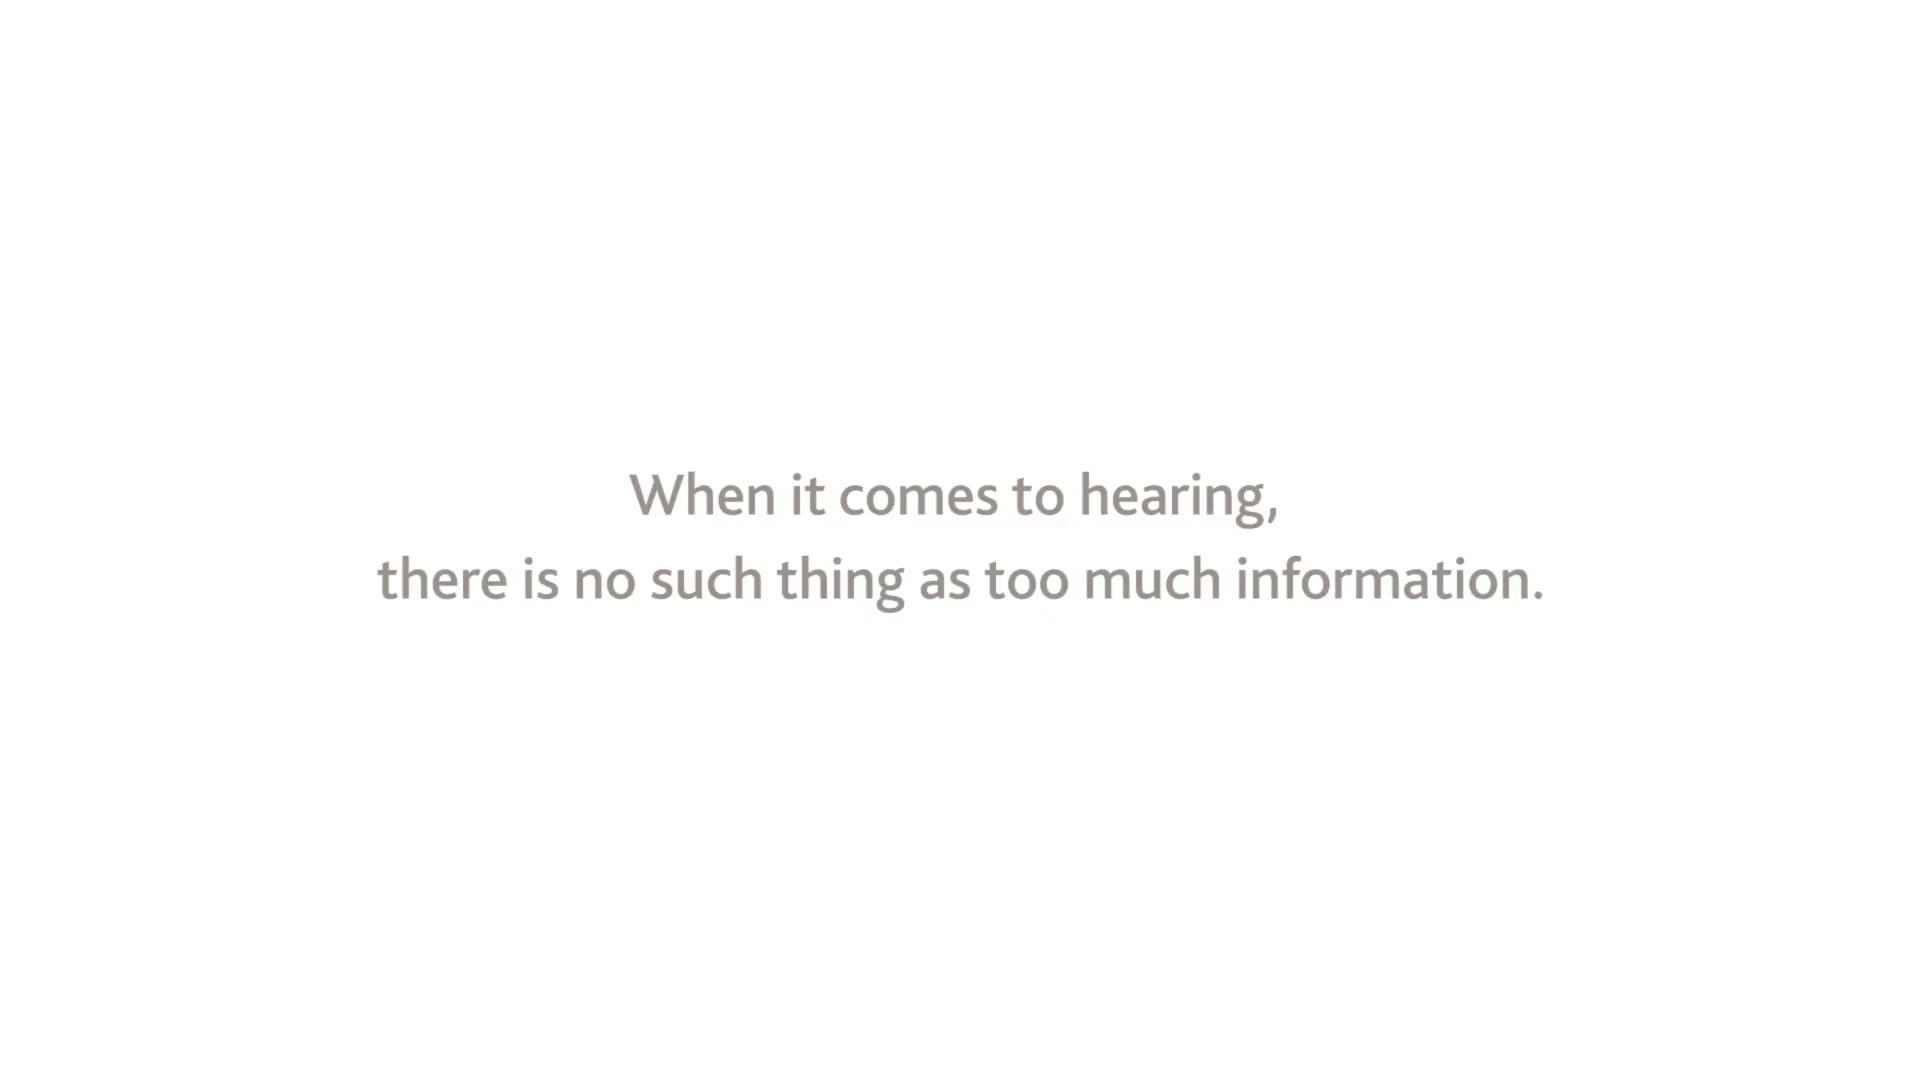 When it comes to hearing,
there is no such thing as too much information.